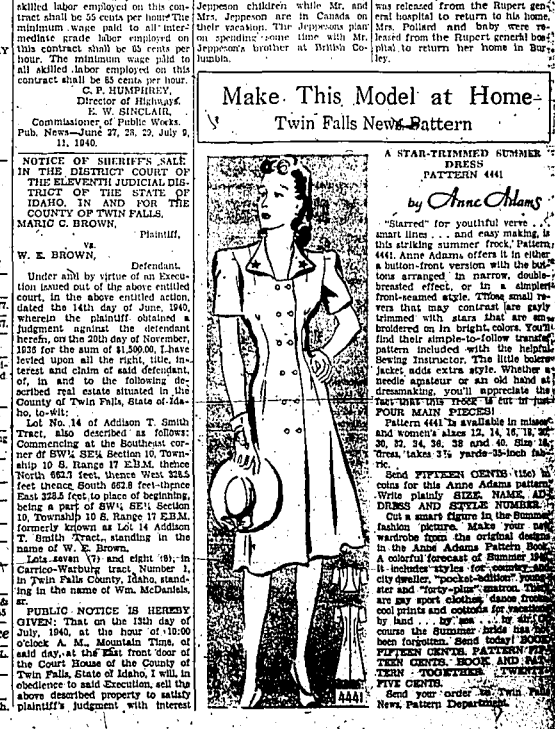 skilled labor employed on this con-
tract shall be 55 cents per hour. The
minimum wage paid to all inter-
mediate grade labor employed on
this contract shall be 65 cents per
hour. The minimum wage paid to
all skilled labor employed on this
contract shall be 85 cents per hour.
C. P. HUMPHREY,
Director of Highways.
E. W. SINCLAIR,
Commissioner of Public Works.
Pub. News—June 27, 28, 29, July 9,
11, 1940.
NOTICE OF SHERIFF'S SALE
IN THE DISTRICT COURT OF
THE ELEVENTH JUDICIAL DIS-
TRICT OF THE STATE OF
IDAHO, IN AND FOR THE
COUNTY OF TWIN FALLS.
MARIC C. BROWN,
Plaintiff,
vs.
W. E. BROWN,
Defendant.
Under and by virtue of an Execu-
tion issued out of the above entitled
court, in the above entitled action,
dated the 14th day of June, 1940,
wherein the plaintiff obtained a
judgment against the defendant
herein, on the 20th day of November,
for the sum of $1,500.00, I have
levied upon all the right, title, in-
terest and claim of said defendant,
of, in and to the following de-
scribed real estate situated in the
County of Twin Falls, State of Ida-
ho, to-wit:
Lot No. 14 of Addison T. Smith
Tract, also described as follows:
Commencing at the Southeast cor-
ner of SW¼ SE¼ Section 10, Town-
ship 10 S. Range 17 E.B.M. thence
North 662.1 feet, thence West 328.5
feet thence South 662.8 feet thence
East 328.5 feet to place of beginning,
being a part of SW¼ SE¼ Section
10, Township 10 S. Range 17 E.B.M.
formerly known as Lot 14 Addison
T. Smith Tract, standing in the
name of W. E. Brown.
Lots seven (7) and eight (8), in
Carrico-Warburg tract, Number 1,
in Twin Falls County, Idaho, stand-
ing in the name of Wm. McDaniels,
sr.
PUBLIC NOTICE IS HEREBY
GIVEN: That on the 13th day of
July, 1940, at the hour of 10:00
o'clock A. M., Mountain Time, of
said day, at the East front door of
the Court House of the County of
Twin Falls, State of Idaho, I will, in
obedience to said Execution, sell the
above described property to satisfy
plaintiff's judgment with interest
Jeppeson children
Mrs. Jeppeson are
their vacation. The
on spending some
Jeppeson's brother
lumbia.
while Mr. and
in Canada on
Jeppesons plan
time with Mr.
at British Co-
was released from the Rupert gen-
eral hospital to return to his home.
Mrs. Pollard and baby were re-
leased from the Rupert general hos-
pital to return her home in Bur-
ley.
Make This Model at Home
Twin Falls News Pattern
A STAR-TRIMMED SUMMER
DRESS
PATTERN 4441
by Anne Adams
"Starred" for youthful verve . . .
smart lines . . . and easy making, is
this striking summer frock, Pattern
4441. Anne Adams offers it in either
a button-front version with the but-
tons arranged in narrow, double-
breasted effect, or in a simpler
front-seamed style. Those small re-
vers that may contrast are gayly
trimmed with stars that are em-
broidered on in bright colors. You'll
find their simple-to-follow transfer
pattern included with the helpful
Sewing Instructor. The little bolero
jacket adds extra style. Whether a
needle amateur or an old hand at
dressmaking, you'll appreciate the
fact that this frock is cut in just
FOUR MAIN PIECES!
Pattern 4441 is available in misses
and women's sizes 12, 14, 16, 18, 20,
30, 32, 34, 36, 38 and 40. Size 16
dress, takes 3⅞ yards 35-inch fab-
ric.
Send FIFTEEN CENTS (15c) in
coins for this Anne Adams pattern.
Write plainly SIZE, NAME, AD-
DRESS AND STYLE NUMBER.
Cut a smart figure in the Summer
fashion picture. Make your
wardrobe from the original designs
in the Anne Adams Pattern Book.
A colorful forecast of Summer
it includes styles for country and
city dweller, "pocket-edition" young-
ster and "forty-plus" matron. There
are gay sport clothes, dance frocks,
cool prints and cottons for vacations
by land . . by sea . . by air. Of
course the Summer bride has not
been forgotten. Send today! BOOK
FIFTEEN CENTS. PATTERN FIF-
TEEN CENTS. BOOK AND PAT-
TERN TOGETHER TWENTY-
FIVE CENTS.
Send your order to Twin Falls
News, Pattern Department.
4441